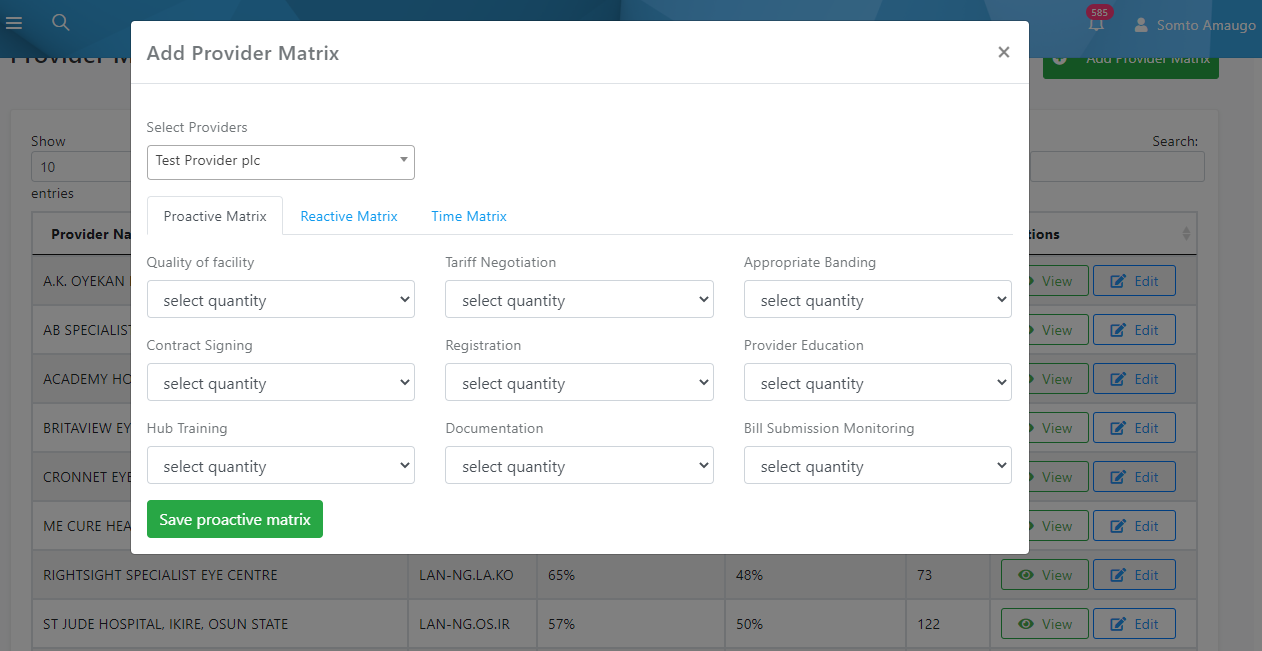 585
Somto Amaugo
Add Provider Matrix
×
Add Provider Matrix
Select Providers
Test Provider plc
Show
Search:
10
entries
Proactive Matrix Reactive Matrix Time Matrix
Provider
Quality of facility Tariff Negotiation Appropriate Banding
select quantity select quantity select quantity
A.K. OYEKAN
View Edit
AB SPECIALIST
View Edit
Contract Signing Registration Provider Education
select quantity select quantity select quantity
ACADEMY
View Edit
Hub Training Documentation Bill Submission Monitoring
BRITAVIEW EY
View Edit
select quantity select quantity select quantity
CRONNET EYE
View Edit
Save proactive matrix
ME CURE
View Edit
RIGHTSIGHT SPECIALIST EYE CENTRE LAN-NG.LA.KO 65% 48% 73 View Edit
ST JUDE HOSPITAL, IKIRE, OSUN STATE LAN-NG.OS.IR 57% 50% 122 View Edit